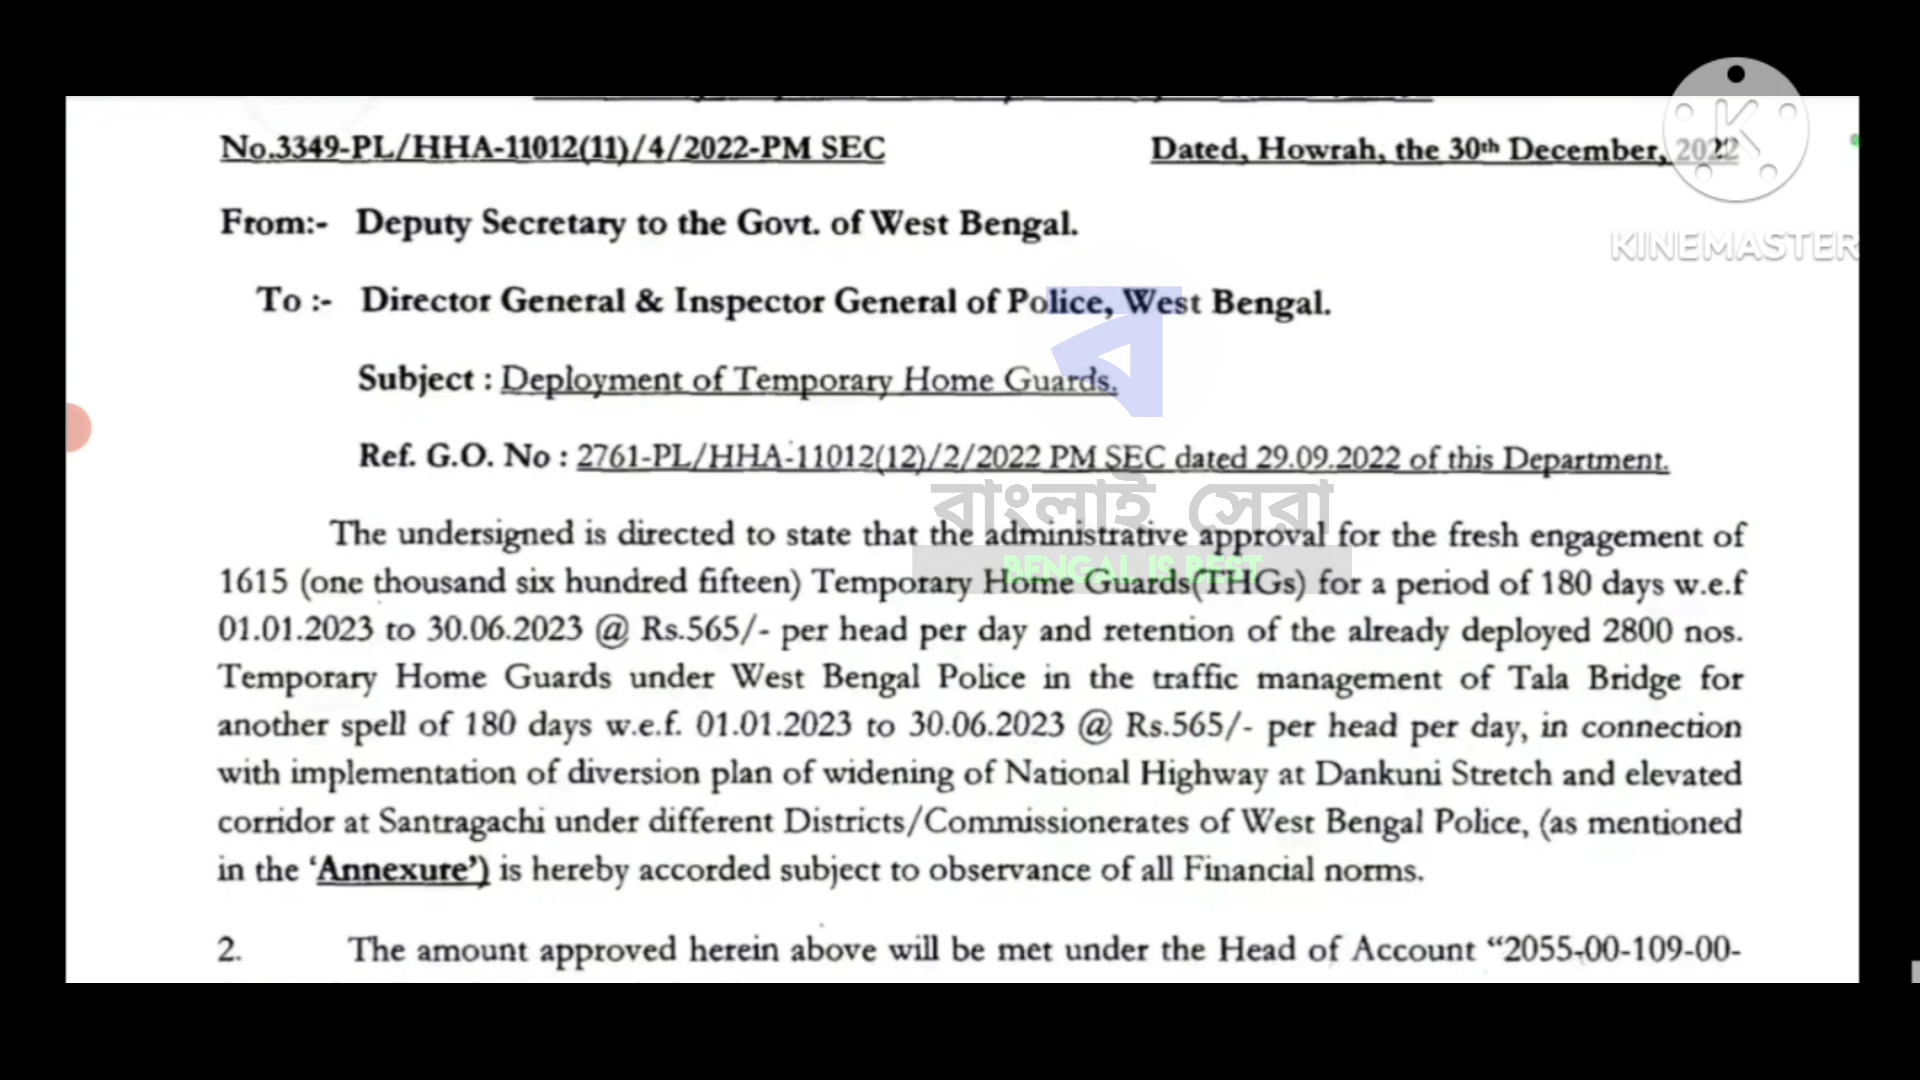 No.3349-PL/HHA-11012(11)/4/2022-PM SEC Dated, Howrah, the 30th December, 2022
KINEMASTER
From:- Deputy Secretary to the Govt. of West Bengal.
To :- Director General & Inspector General of Police, West Bengal.
ব
Subject : Deployment of Temporary Home Guards.
Ref. G.O. No : 2761-PL/HHA-11012(12)/2/2022 PM SEC dated 29.09.2022 of this Department.
বাংলাই সেরা
BENGAL IS BEST
The undersigned is directed to state that the administrative approval for the fresh engagement of
1615 (one thousand six hundred fifteen) Temporary Home Guards(THGs) for a period of 180 days w.e.f
01.01.2023 to 30.06.2023 @ Rs.565/- per head per day and retention of the already deployed 2800 nos.
Temporary Home Guards under West Bengal Police in the traffic management of Tala Bridge for
another spell of 180 days w.e.f. 01.01.2023 to 30.06.2023 @ Rs.565/- per head per day, in connection
with implementation of diversion plan of widening of National Highway at Dankuni Stretch and elevated
corridor at Santragachi under different Districts/Commissionerates of West Bengal Police, (as mentioned
in the ‘Annexure’) is hereby accorded subject to observance of all Financial norms.
2. The amount approved herein above will be met under the Head of Account “2055-00-109-00-